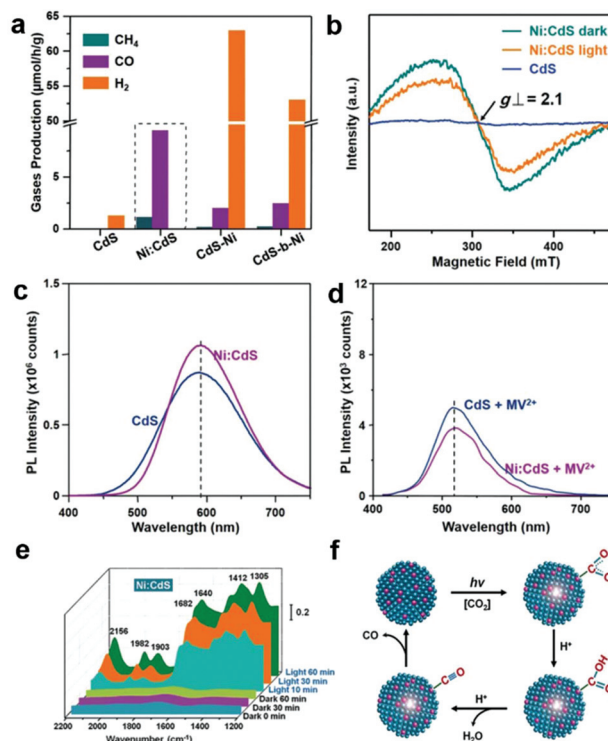 a
CH₄
CO
H₂
Gases Production (μmol/h/g)
65
60
55
50
5
0
CdS
Ni:CdS
CdS-Ni
CdS-b-Ni
b
Ni:CdS dark
Ni:CdS light
CdS
g⊥ = 2.1
Intensity (a.u.)
200
300
400
Magnetic Field (mT)
c
1.5
1
0.5
0
PL Intensity (x10⁶ counts)
Ni:CdS
CdS
400
500
600
700
Wavelength (nm)
d
12
8
4
0
PL Intensity (x10³ counts)
CdS + MV²⁺
Ni:CdS + MV²⁺
400
500
600
700
Wavelength (nm)
e
Ni:CdS
2156
1982
1903
1682
1640
1412
1305
0.2
Light 60 min
Light 30 min
Light 10 min
Dark 60 min
Dark 30 min
Dark 0 min
2200
2000
1800
1600
1400
1200
Wavenumber (cm⁻¹)
f
hν
[CO₂]
C
O
O
H⁺
C
OH
O
H⁺
H₂O
C
O
CO